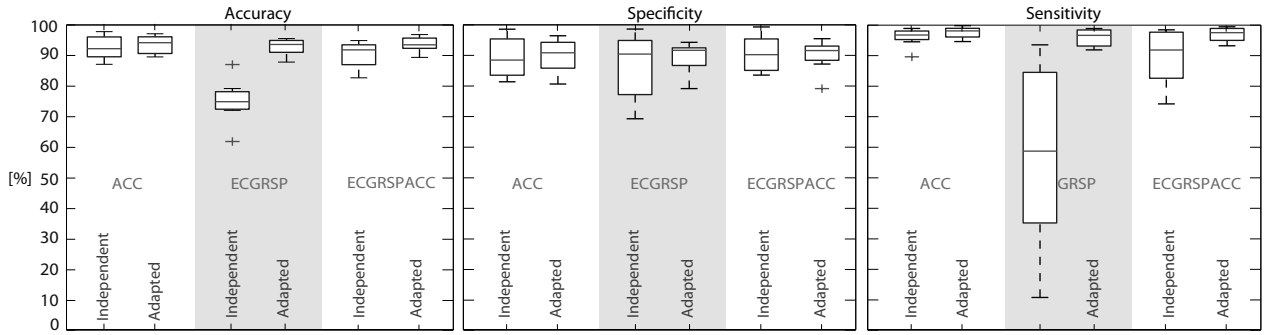 Accuracy
Specificity
Sensitivity
[%]
100
90
80
70
60
50
40
30
20
10
0
ACC
ECGRSP
ECGRSPACC
ACC
ECGRSP
ECGRSPACC
ACC
GRSP
ECGRSPACC
Independent
Adapted
Independent
Adapted
Independent
Adapted
Independent
Adapted
Independent
Adapted
Independent
Adapted
Independent
Adapted
Independent
Adapted
Independent
Adapted